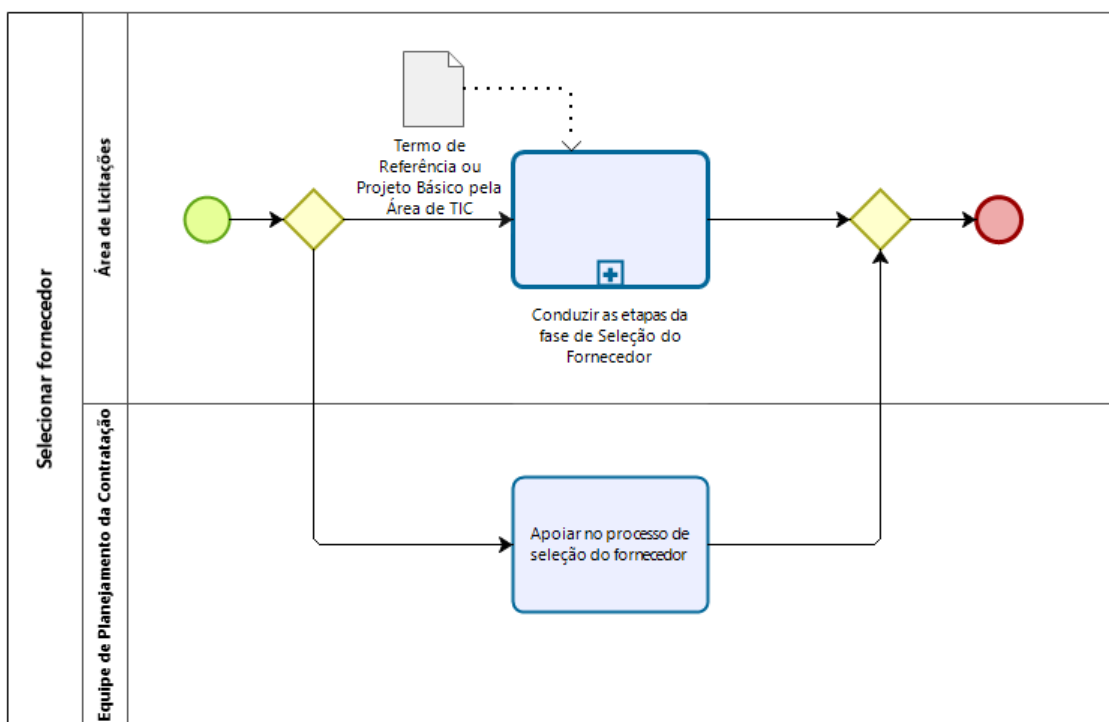 Selecionar fornecedor
Área de Licitações
Termo de
Referência ou
Projeto Básico pela
Área de TIC
Conduzir as etapas da
fase de Seleção do
Fornecedor
Equipe de Planejamento da Contratação
Apoiar no processo de
seleção do fornecedor